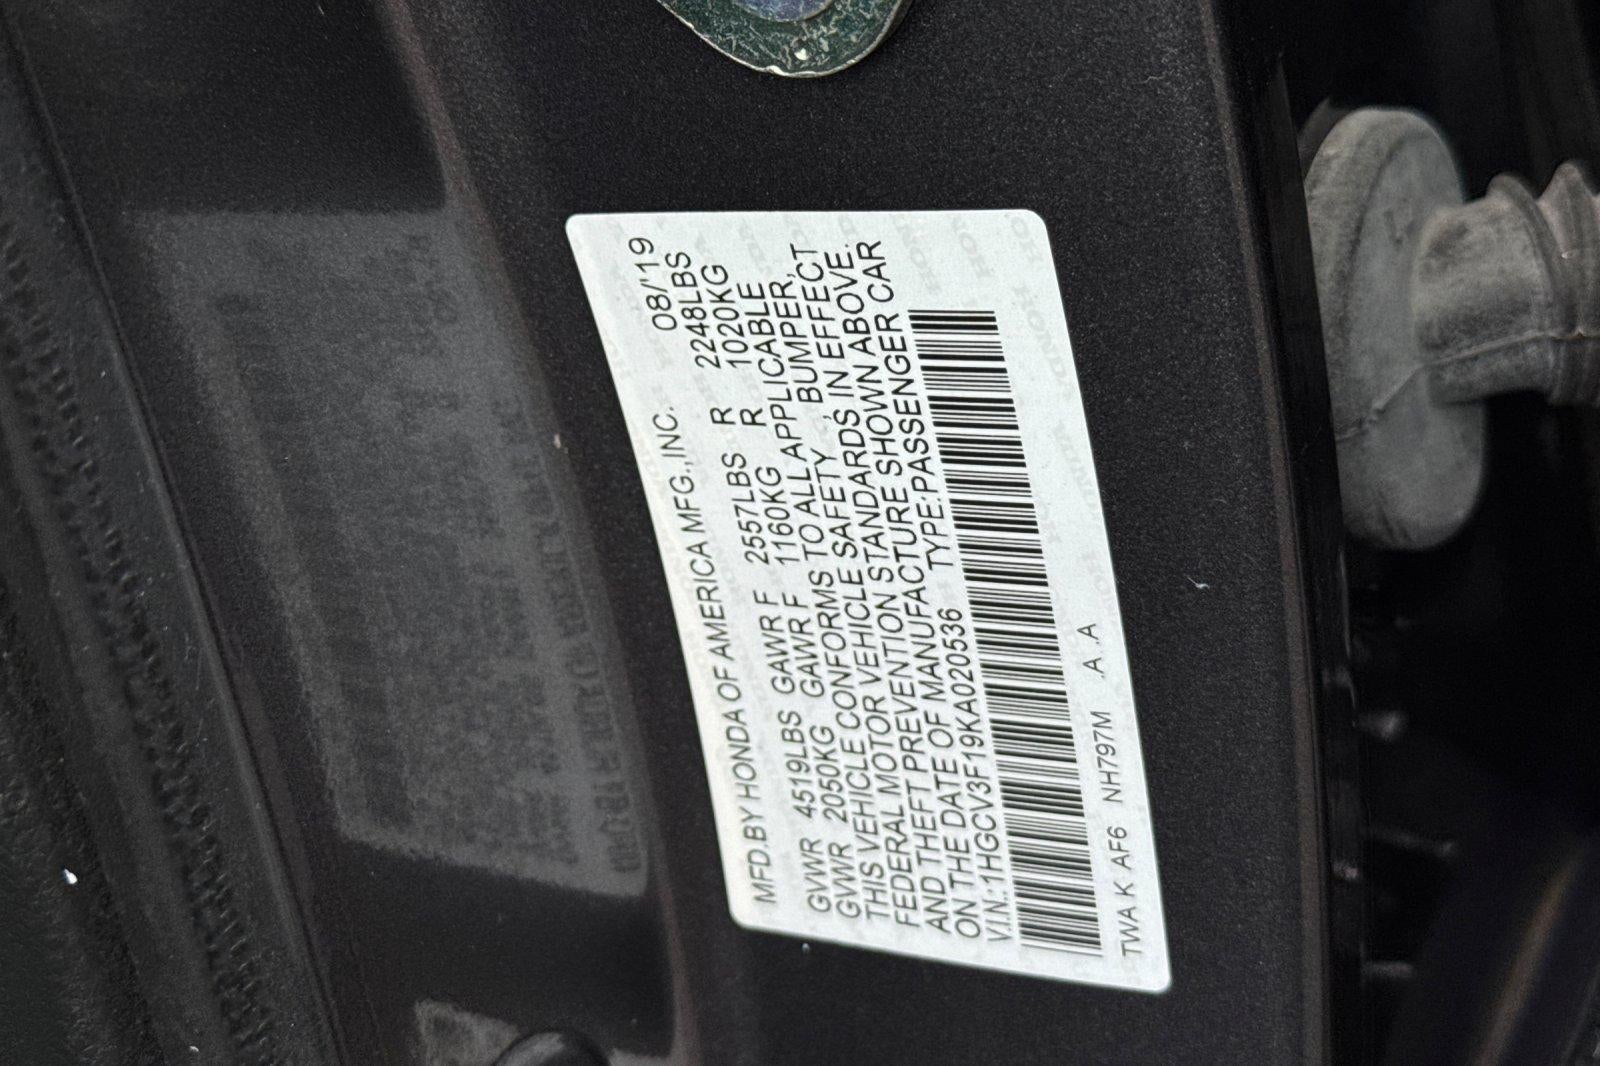 MFD.BY HONDA OF AMERICA MFG.,INC. 08/'19
GVWR 4519LBS GAWR F 2557LBS R 2248LBS
GVWR 2050KG GAWR F 1160KG R 1020KG
THIS VEHICLE CONFORMS TO ALL APPLICABLE
FEDERAL MOTOR VEHICLE SAFETY, BUMPER,
AND THEFT PREVENTION STANDARDS IN EFFECT
ON THE DATE OF MANUFACTURE SHOWN ABOVE.
V.I.N.:1HGCV3F19KA020536 TYPE:PASSENGER CAR
TWA K AF6 NH797M .A .A